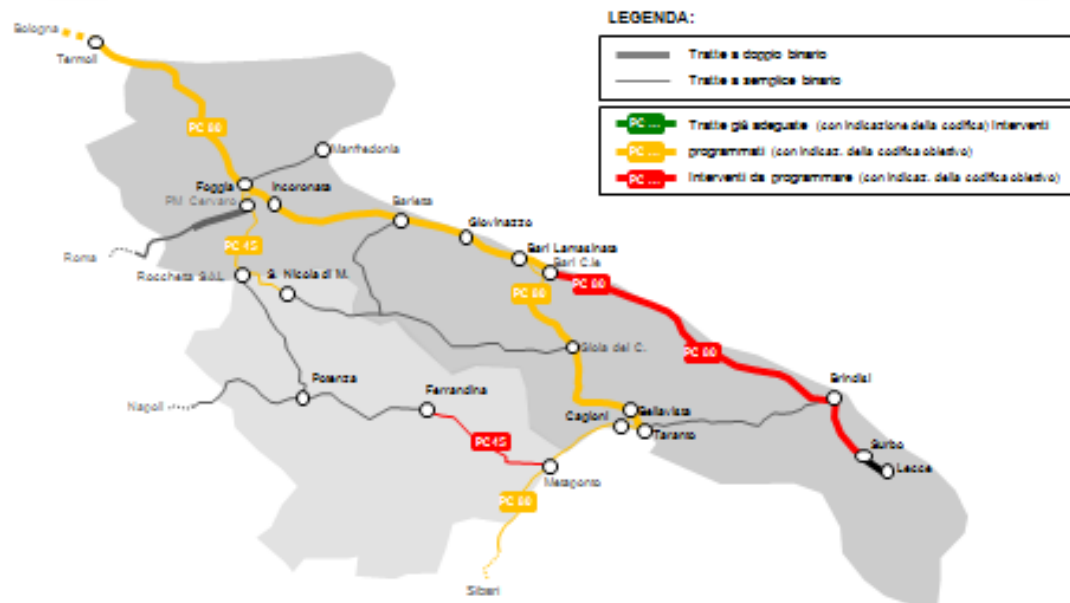 LEGENDA:
Tratte a doppio binario
Tratte a semplice binario
PC .... Tratte già adeguate (con indicazione della codifica) Interventi
PC .... programmati (con indicaz. della codifica obietivo)
PC .... Interventi da programmare (con indicaz. della codifica obietivo)
Bologna
Termoli
PC 80
Manfredonia
Foggia
Incoronata
PM Cervaro
Barletta
Giovinazzo
PC 45
Roma
Bari Lamasinata
Bari C.le
Rocchetta S.A.L.
S. Nicola di M.
PC 80
PC 80
Gioia del C.
PC 80
Potenza
Ferrandina
Brindisi
Napoli
Cagioni
Bellavista
Taranto
PC 45
Surbo
Lecce
Metaponto
PC 80
Sibari